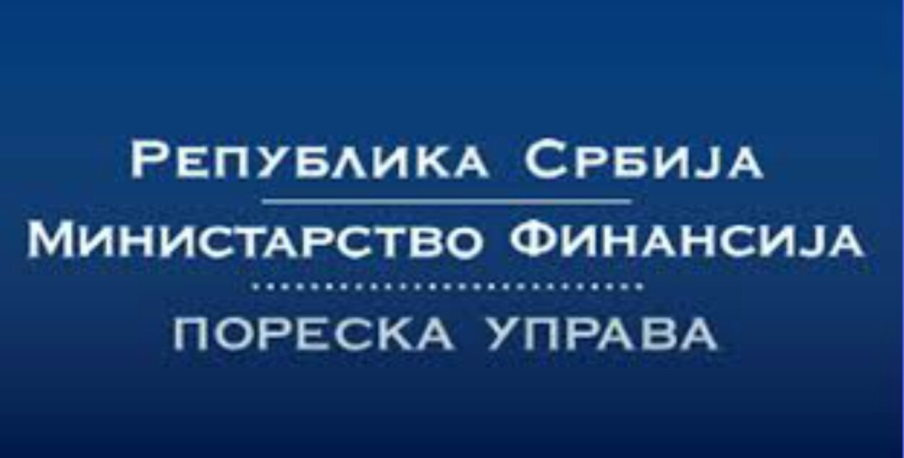 Република Србија
Министарство Финансија
ПОРЕСКА УПРАВА